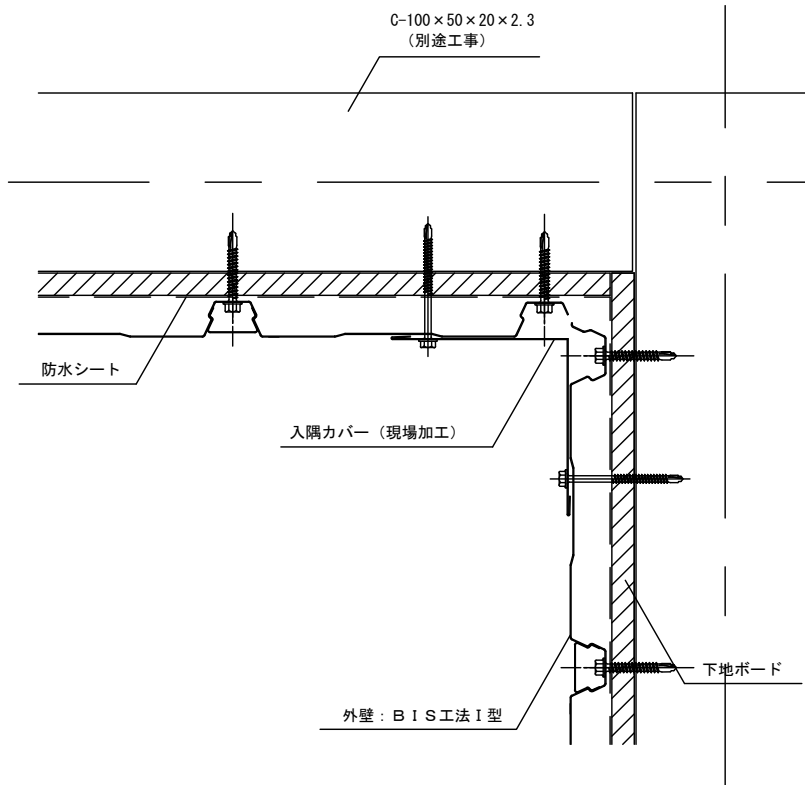 C-100×50×20×2.3
（別途工事）
防水シート
入隅カバー（現場加工）
下地ボード
外壁：ＢＩＳ工法Ⅰ型